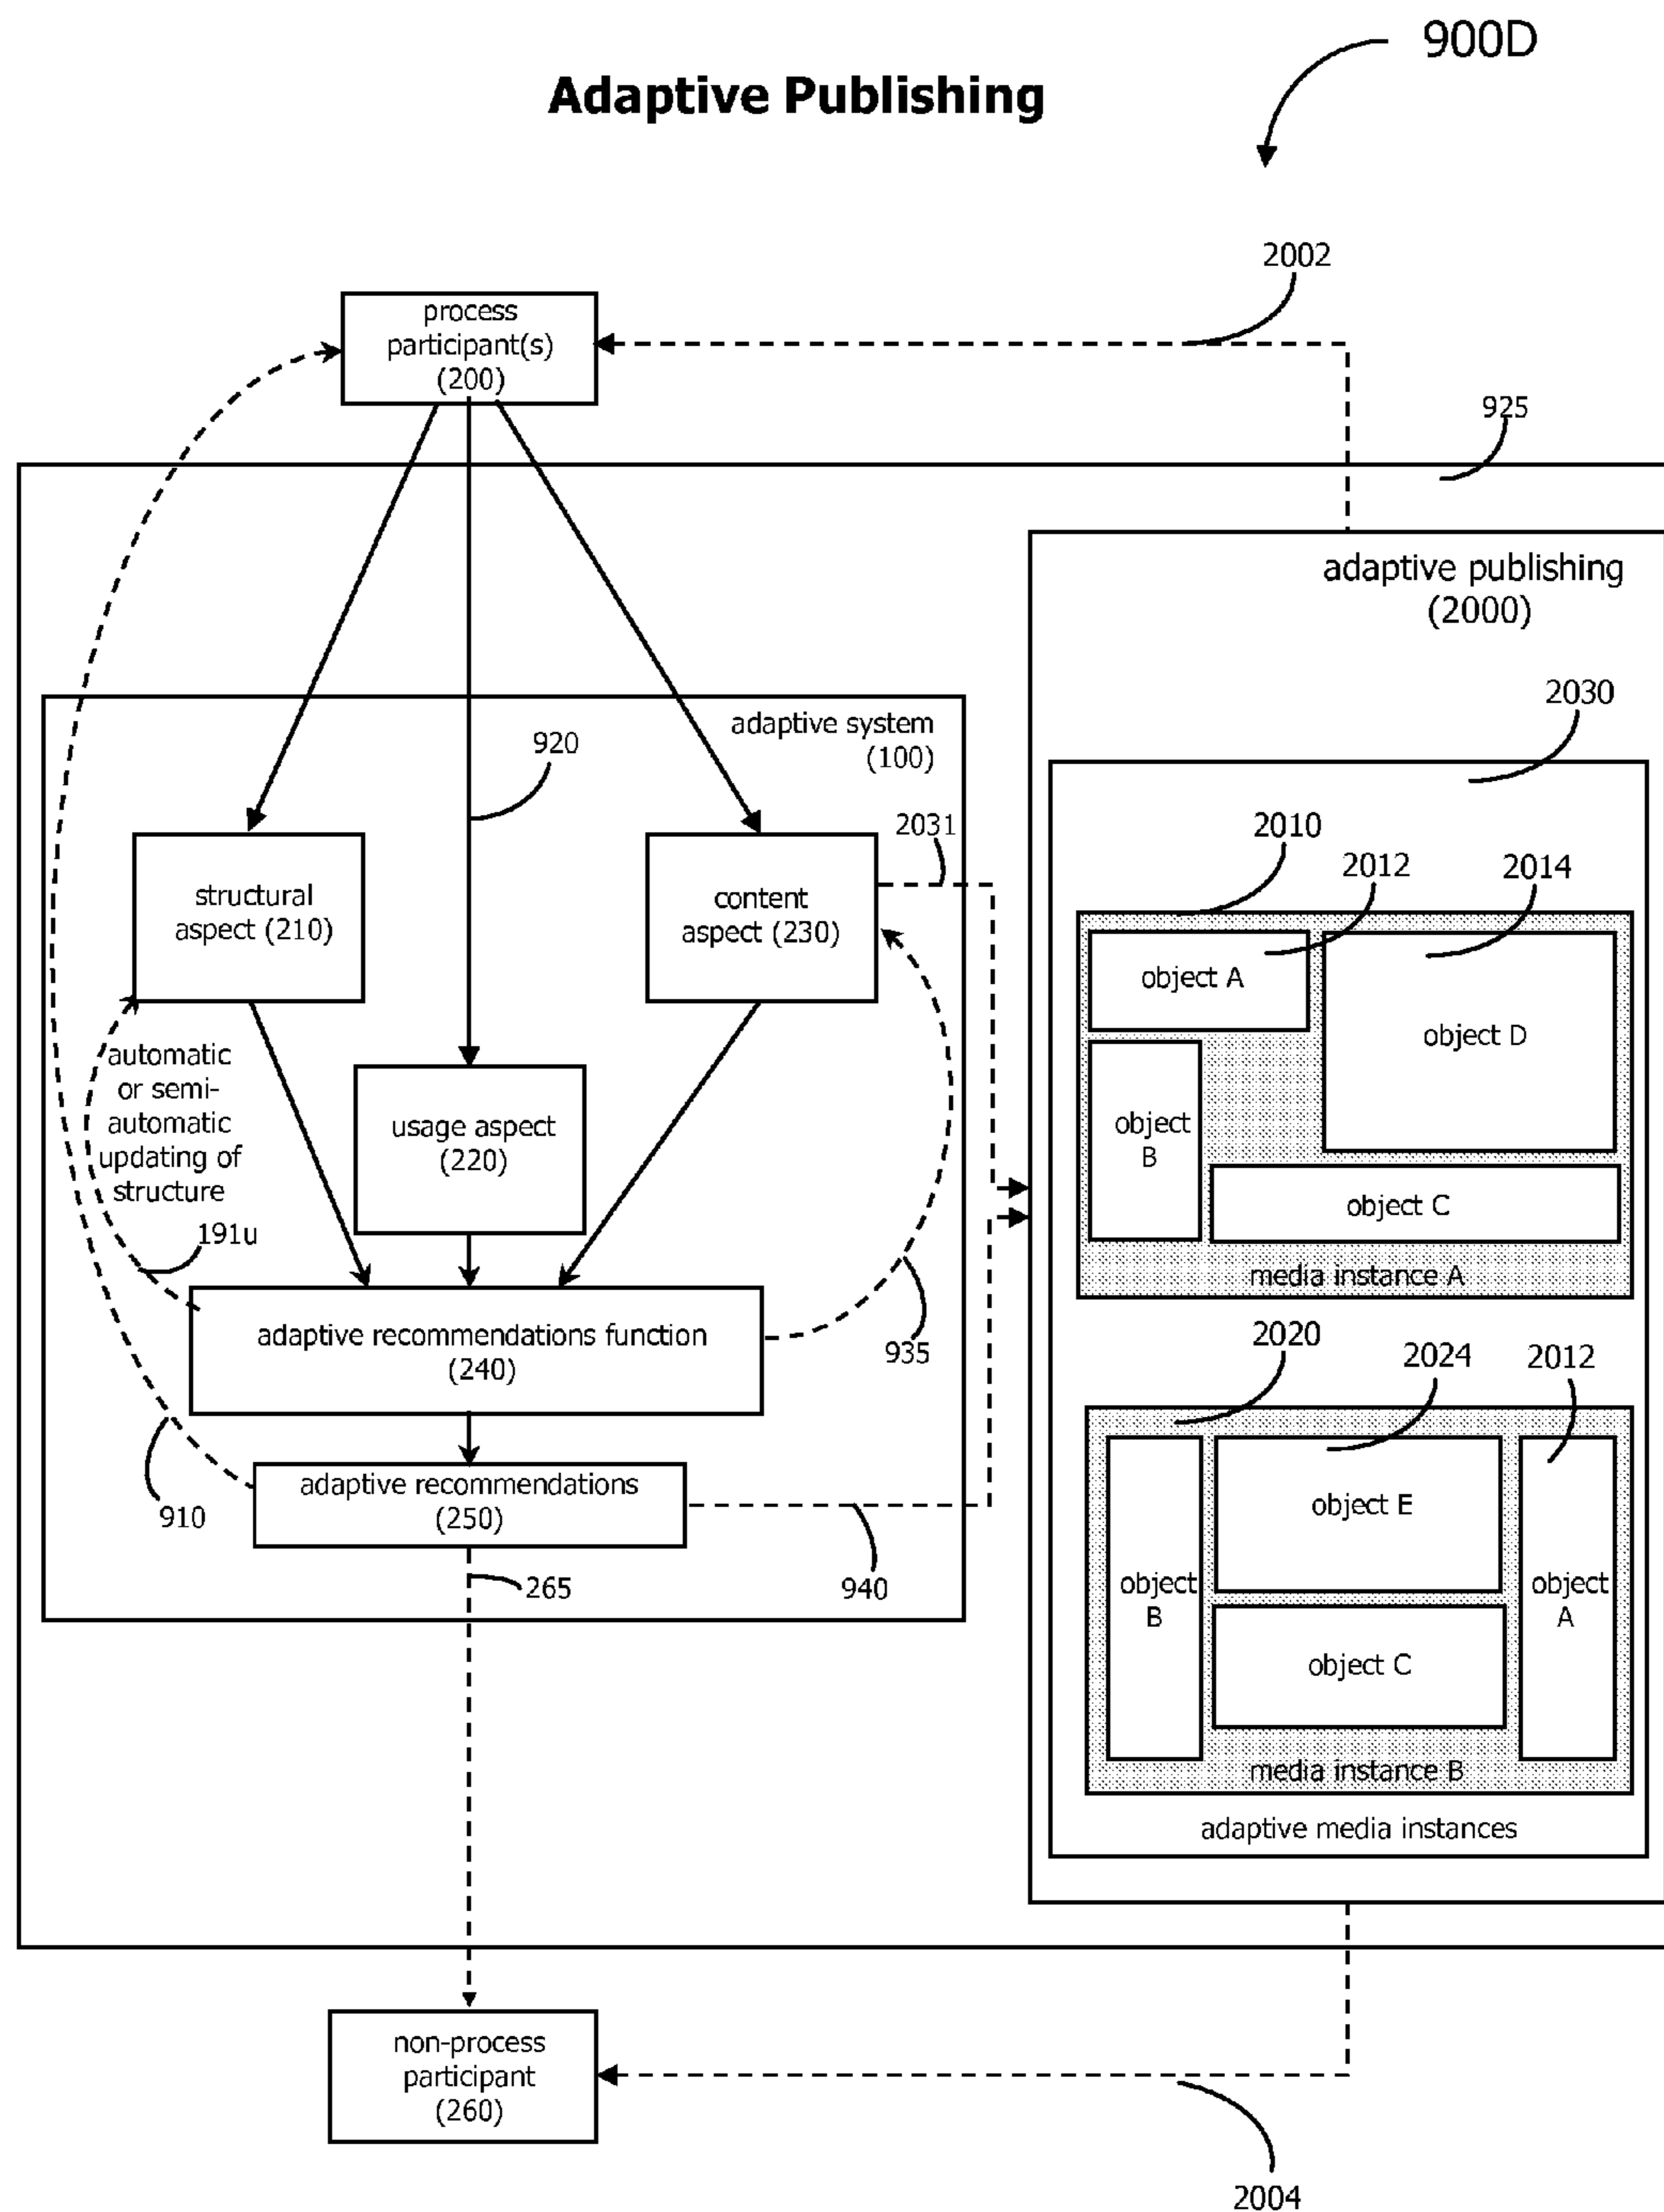 900D
Adaptive Publishing
2002
process
participant(s)
(200)
925
adaptive publishing
(2000)
2030
adaptive system
(100)
920
2031
2010
2012
2014
structural
aspect (210)
content
aspect (230)
object A
object D
automatic
or semi-
automatic
updating of
structure
usage aspect
(220)
object
B
object C
191u
media instance A
adaptive recommendations function
(240)
935
2020
2024
2012
adaptive recommendations
(250)
910
265
940
object E
object
B
object
A
object C
media instance B
adaptive media instances
non-process
participant
(260)
2004